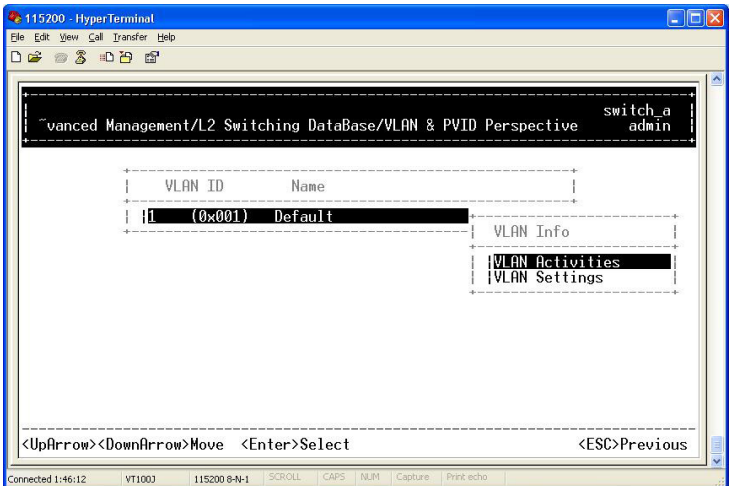 115200 - HyperTerminal
File Edit View Call Transfer Help
switch_a
~vanced Management/L2 Switching DataBase/VLAN & PVID Perspective admin
VLAN ID Name
1 (0x001) Default
VLAN Info
VLAN Activities
VLAN Settings
<UpArrow><DownArrow>Move <Enter>Select <ESC>Previous
Connected 1:46:12 VT100J 115200 8-N-1 SCROLL CAPS NUM Capture Print echo